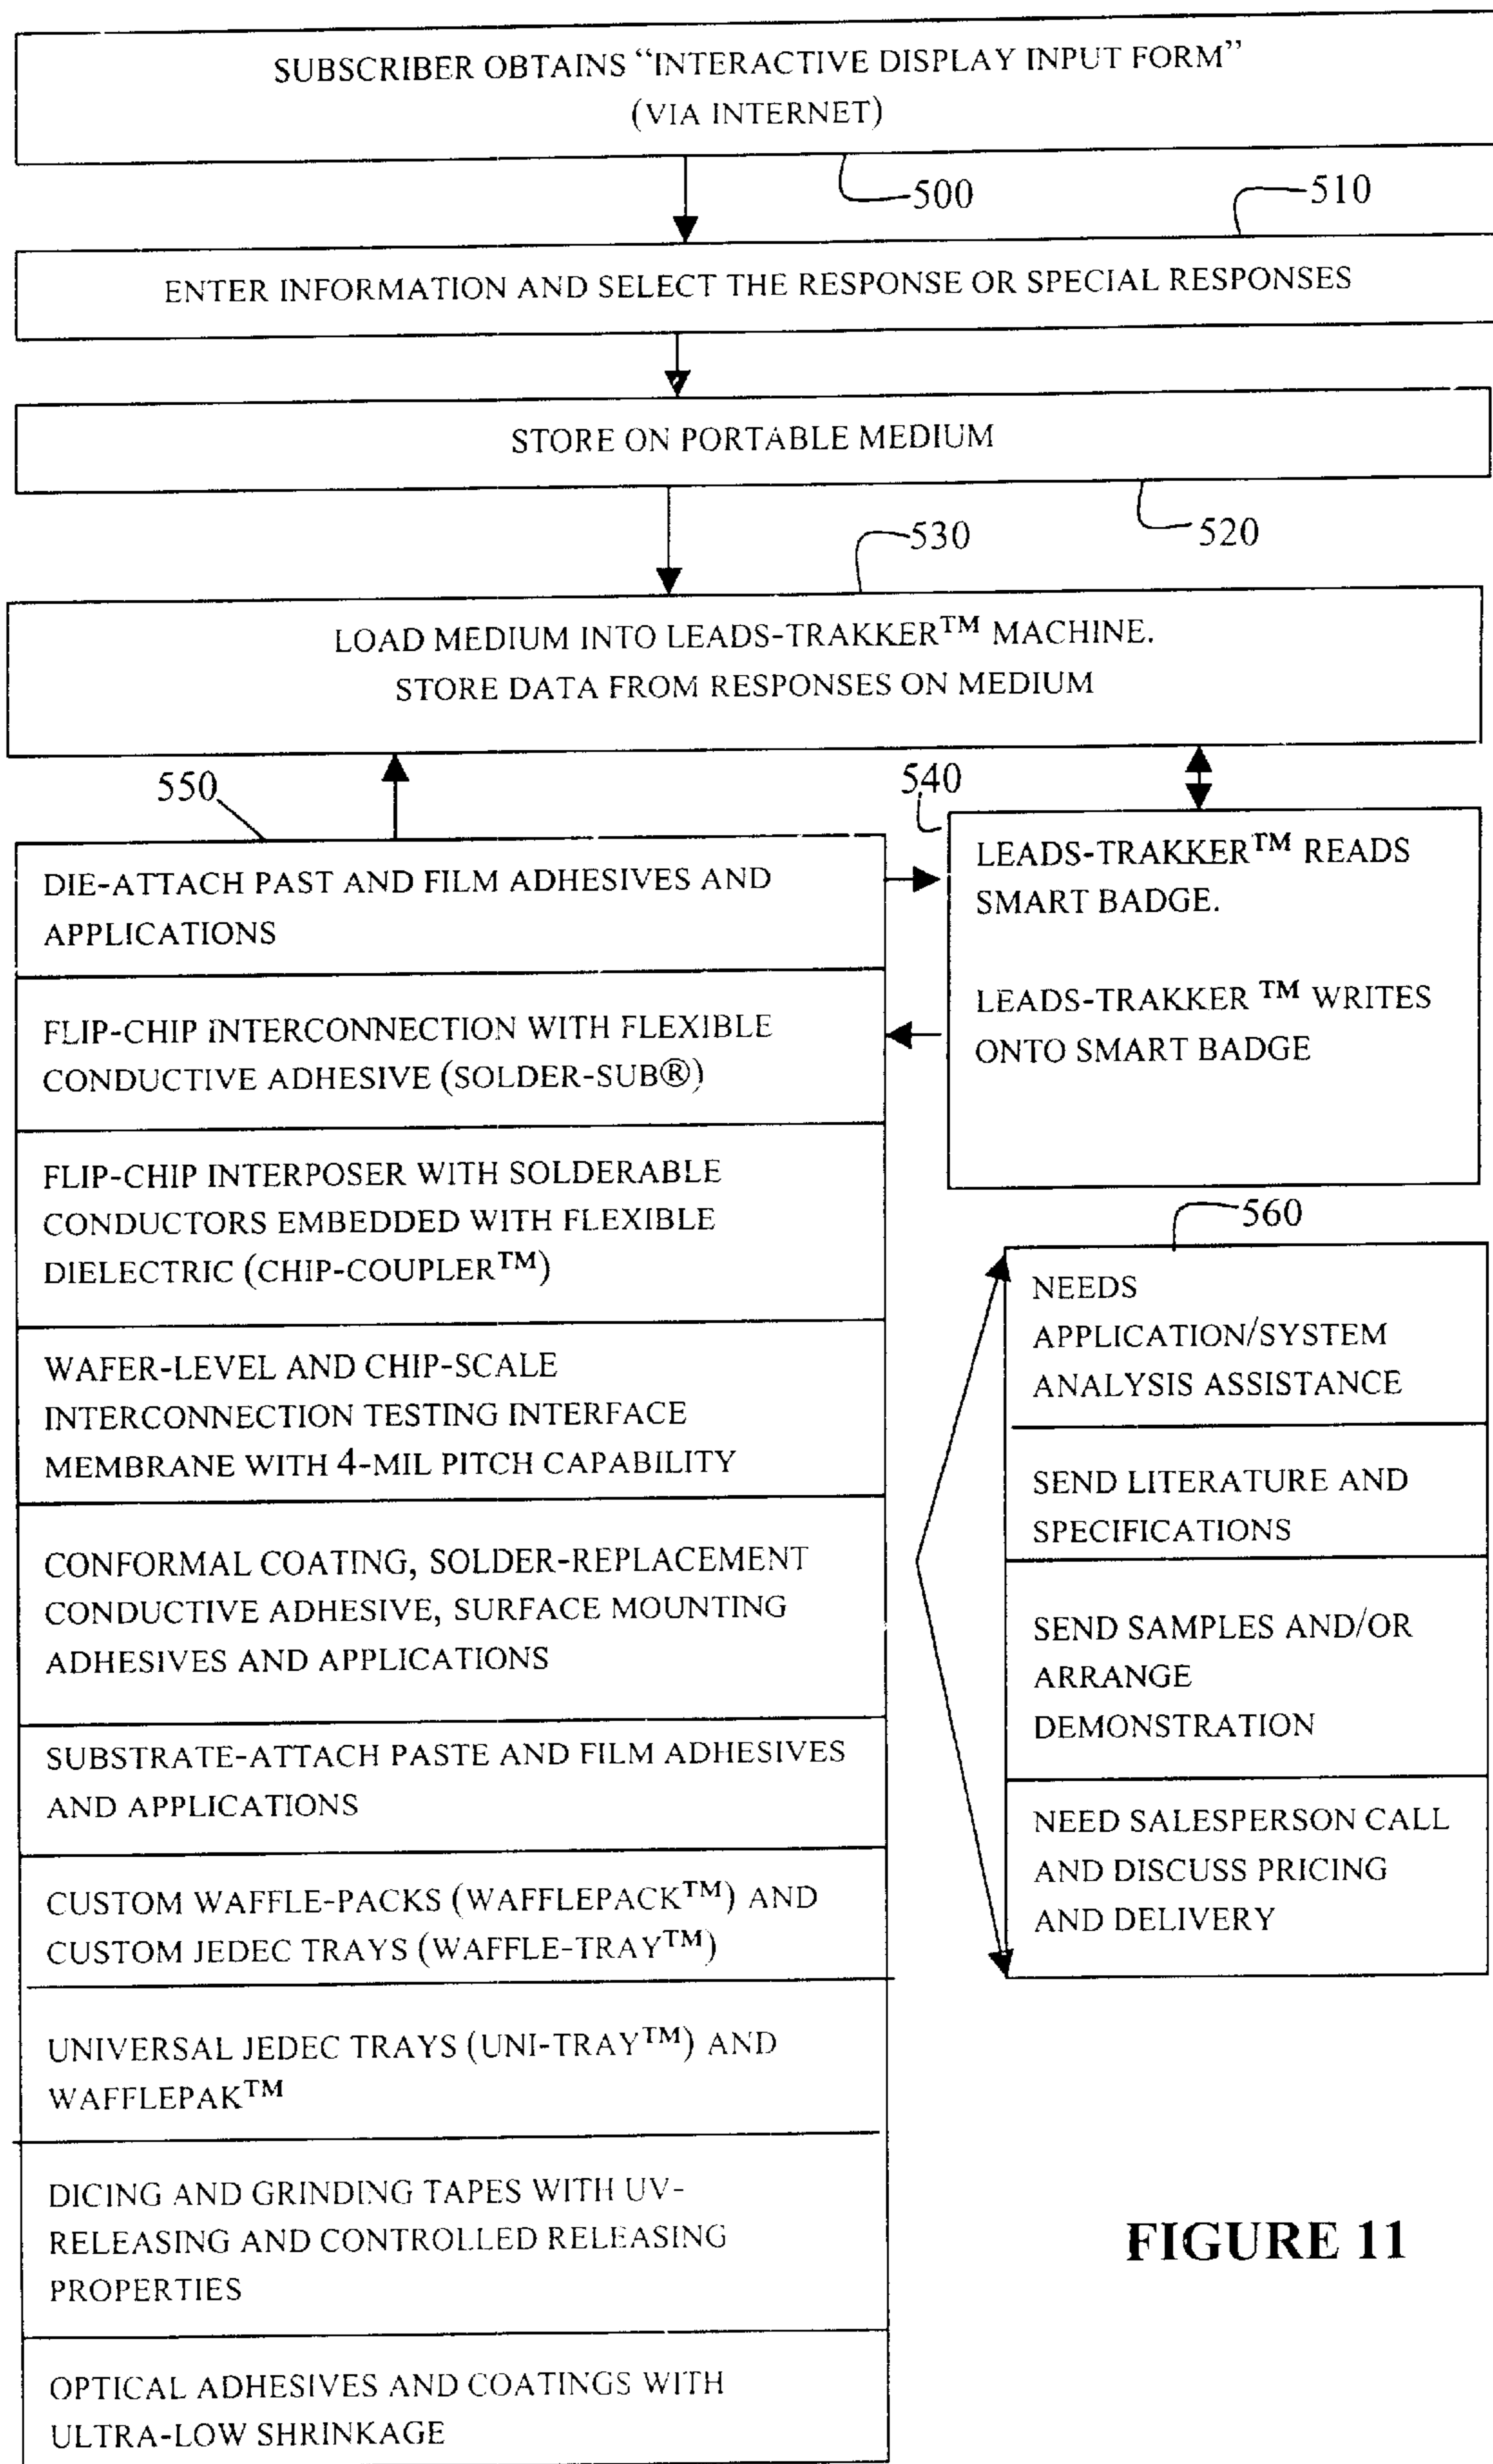 SUBSCRIBER OBTAINS “INTERACTIVE DISPLAY INPUT FORM”
(VIA INTERNET)
500
510
ENTER INFORMATION AND SELECT THE RESPONSE OR SPECIAL RESPONSES
STORE ON PORTABLE MEDIUM
520
530
LOAD MEDIUM INTO LEADS-TRAKKER™ MACHINE.
STORE DATA FROM RESPONSES ON MEDIUM
550
540
DIE-ATTACH PAST AND FILM ADHESIVES AND
APPLICATIONS
FLIP-CHIP INTERCONNECTION WITH FLEXIBLE
CONDUCTIVE ADHESIVE (SOLDER-SUB®)
FLIP-CHIP INTERPOSER WITH SOLDERABLE
CONDUCTORS EMBEDDED WITH FLEXIBLE
DIELECTRIC (CHIP-COUPLER™)
WAFER-LEVEL AND CHIP-SCALE
INTERCONNECTION TESTING INTERFACE
MEMBRANE WITH 4-MIL PITCH CAPABILITY
CONFORMAL COATING, SOLDER-REPLACEMENT
CONDUCTIVE ADHESIVE, SURFACE MOUNTING
ADHESIVES AND APPLICATIONS
SUBSTRATE-ATTACH PASTE AND FILM ADHESIVES
AND APPLICATIONS
CUSTOM WAFFLE-PACKS (WAFFLEPACK™) AND
CUSTOM JEDEC TRAYS (WAFFLE-TRAY™)
UNIVERSAL JEDEC TRAYS (UNI-TRAY™) AND
WAFFLEPAK™
DICING AND GRINDING TAPES WITH UV-
RELEASING AND CONTROLLED RELEASING
PROPERTIES
OPTICAL ADHESIVES AND COATINGS WITH
ULTRA-LOW SHRINKAGE
LEADS-TRAKKER™ READS
SMART BADGE.
LEADS-TRAKKER ™ WRITES
ONTO SMART BADGE
560
NEEDS
APPLICATION/SYSTEM
ANALYSIS ASSISTANCE
SEND LITERATURE AND
SPECIFICATIONS
SEND SAMPLES AND/OR
ARRANGE
DEMONSTRATION
NEED SALESPERSON CALL
AND DISCUSS PRICING
AND DELIVERY
FIGURE 11